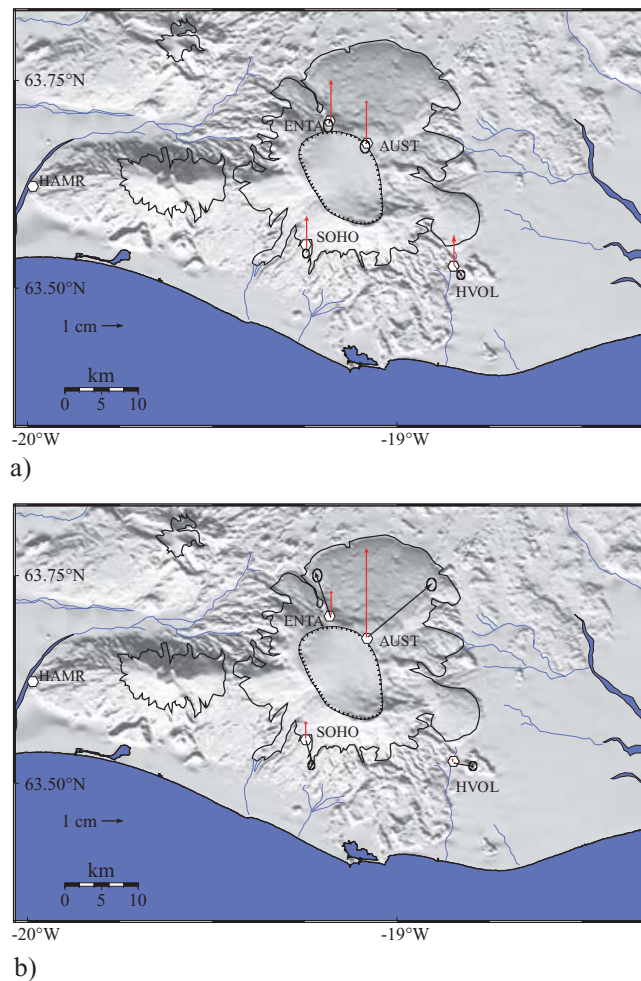 63.75°N
ENTA
AUST
HAMR
SOHO
HVOL
63.50°N
1 cm
km
0 5 10
-20°W -19°W
a)
63.75°N
ENTA
AUST
HAMR
SOHO
HVOL
63.50°N
1 cm
km
0 5 10
-20°W -19°W
b)